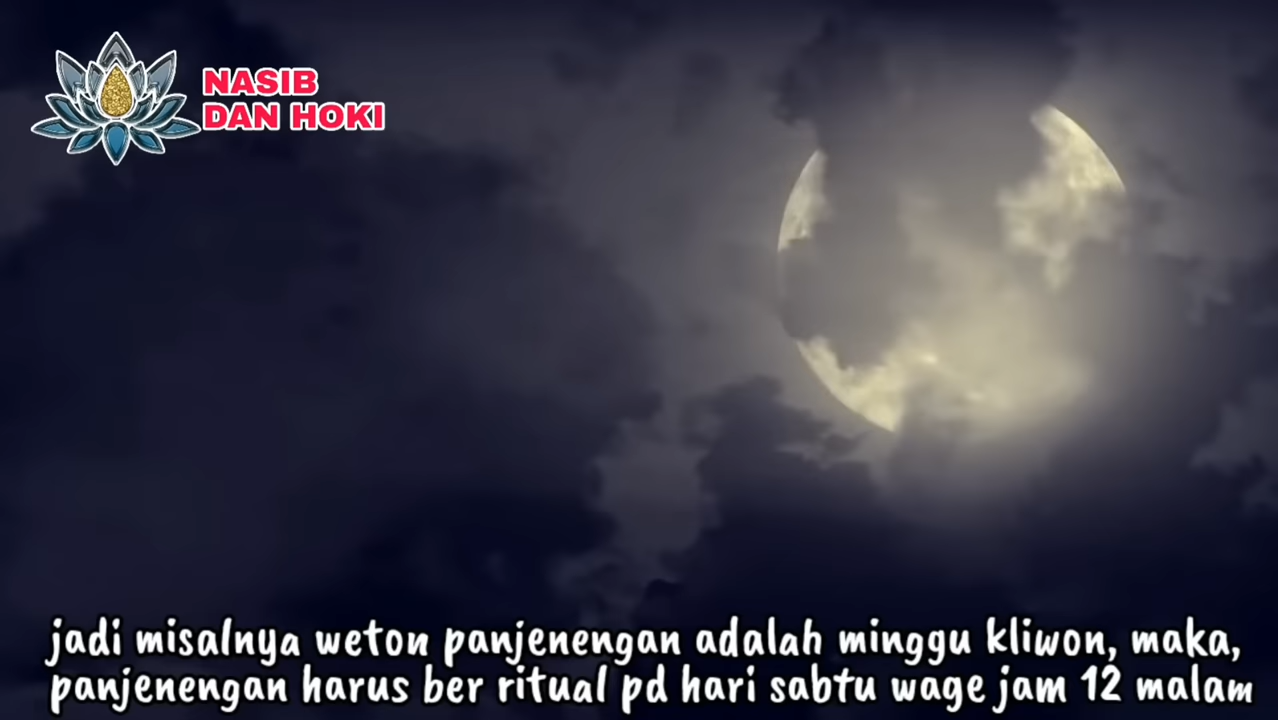 NASIB
DAN HOKI
jadi misalnya weton panjenengan adalah minggu kliwon, maka,
panjenengan harus ber ritual pd hari sabtu wage jam 12 malam